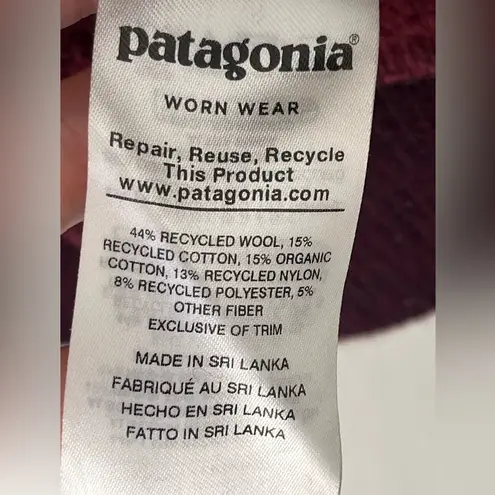 patagonia®
WORN WEAR
Repair, Reuse, Recycle
This Product
www.patagonia.com
44% RECYCLED WOOL, 15%
RECYCLED COTTON, 15% ORGANIC
COTTON, 13% RECYCLED NYLON,
8% RECYCLED POLYESTER, 5%
OTHER FIBER
EXCLUSIVE OF TRIM
MADE IN SRI LANKA
FABRIQUÉ AU SRI LANKA
HECHO EN SRI LANKA
FATTO IN SRI LANKA